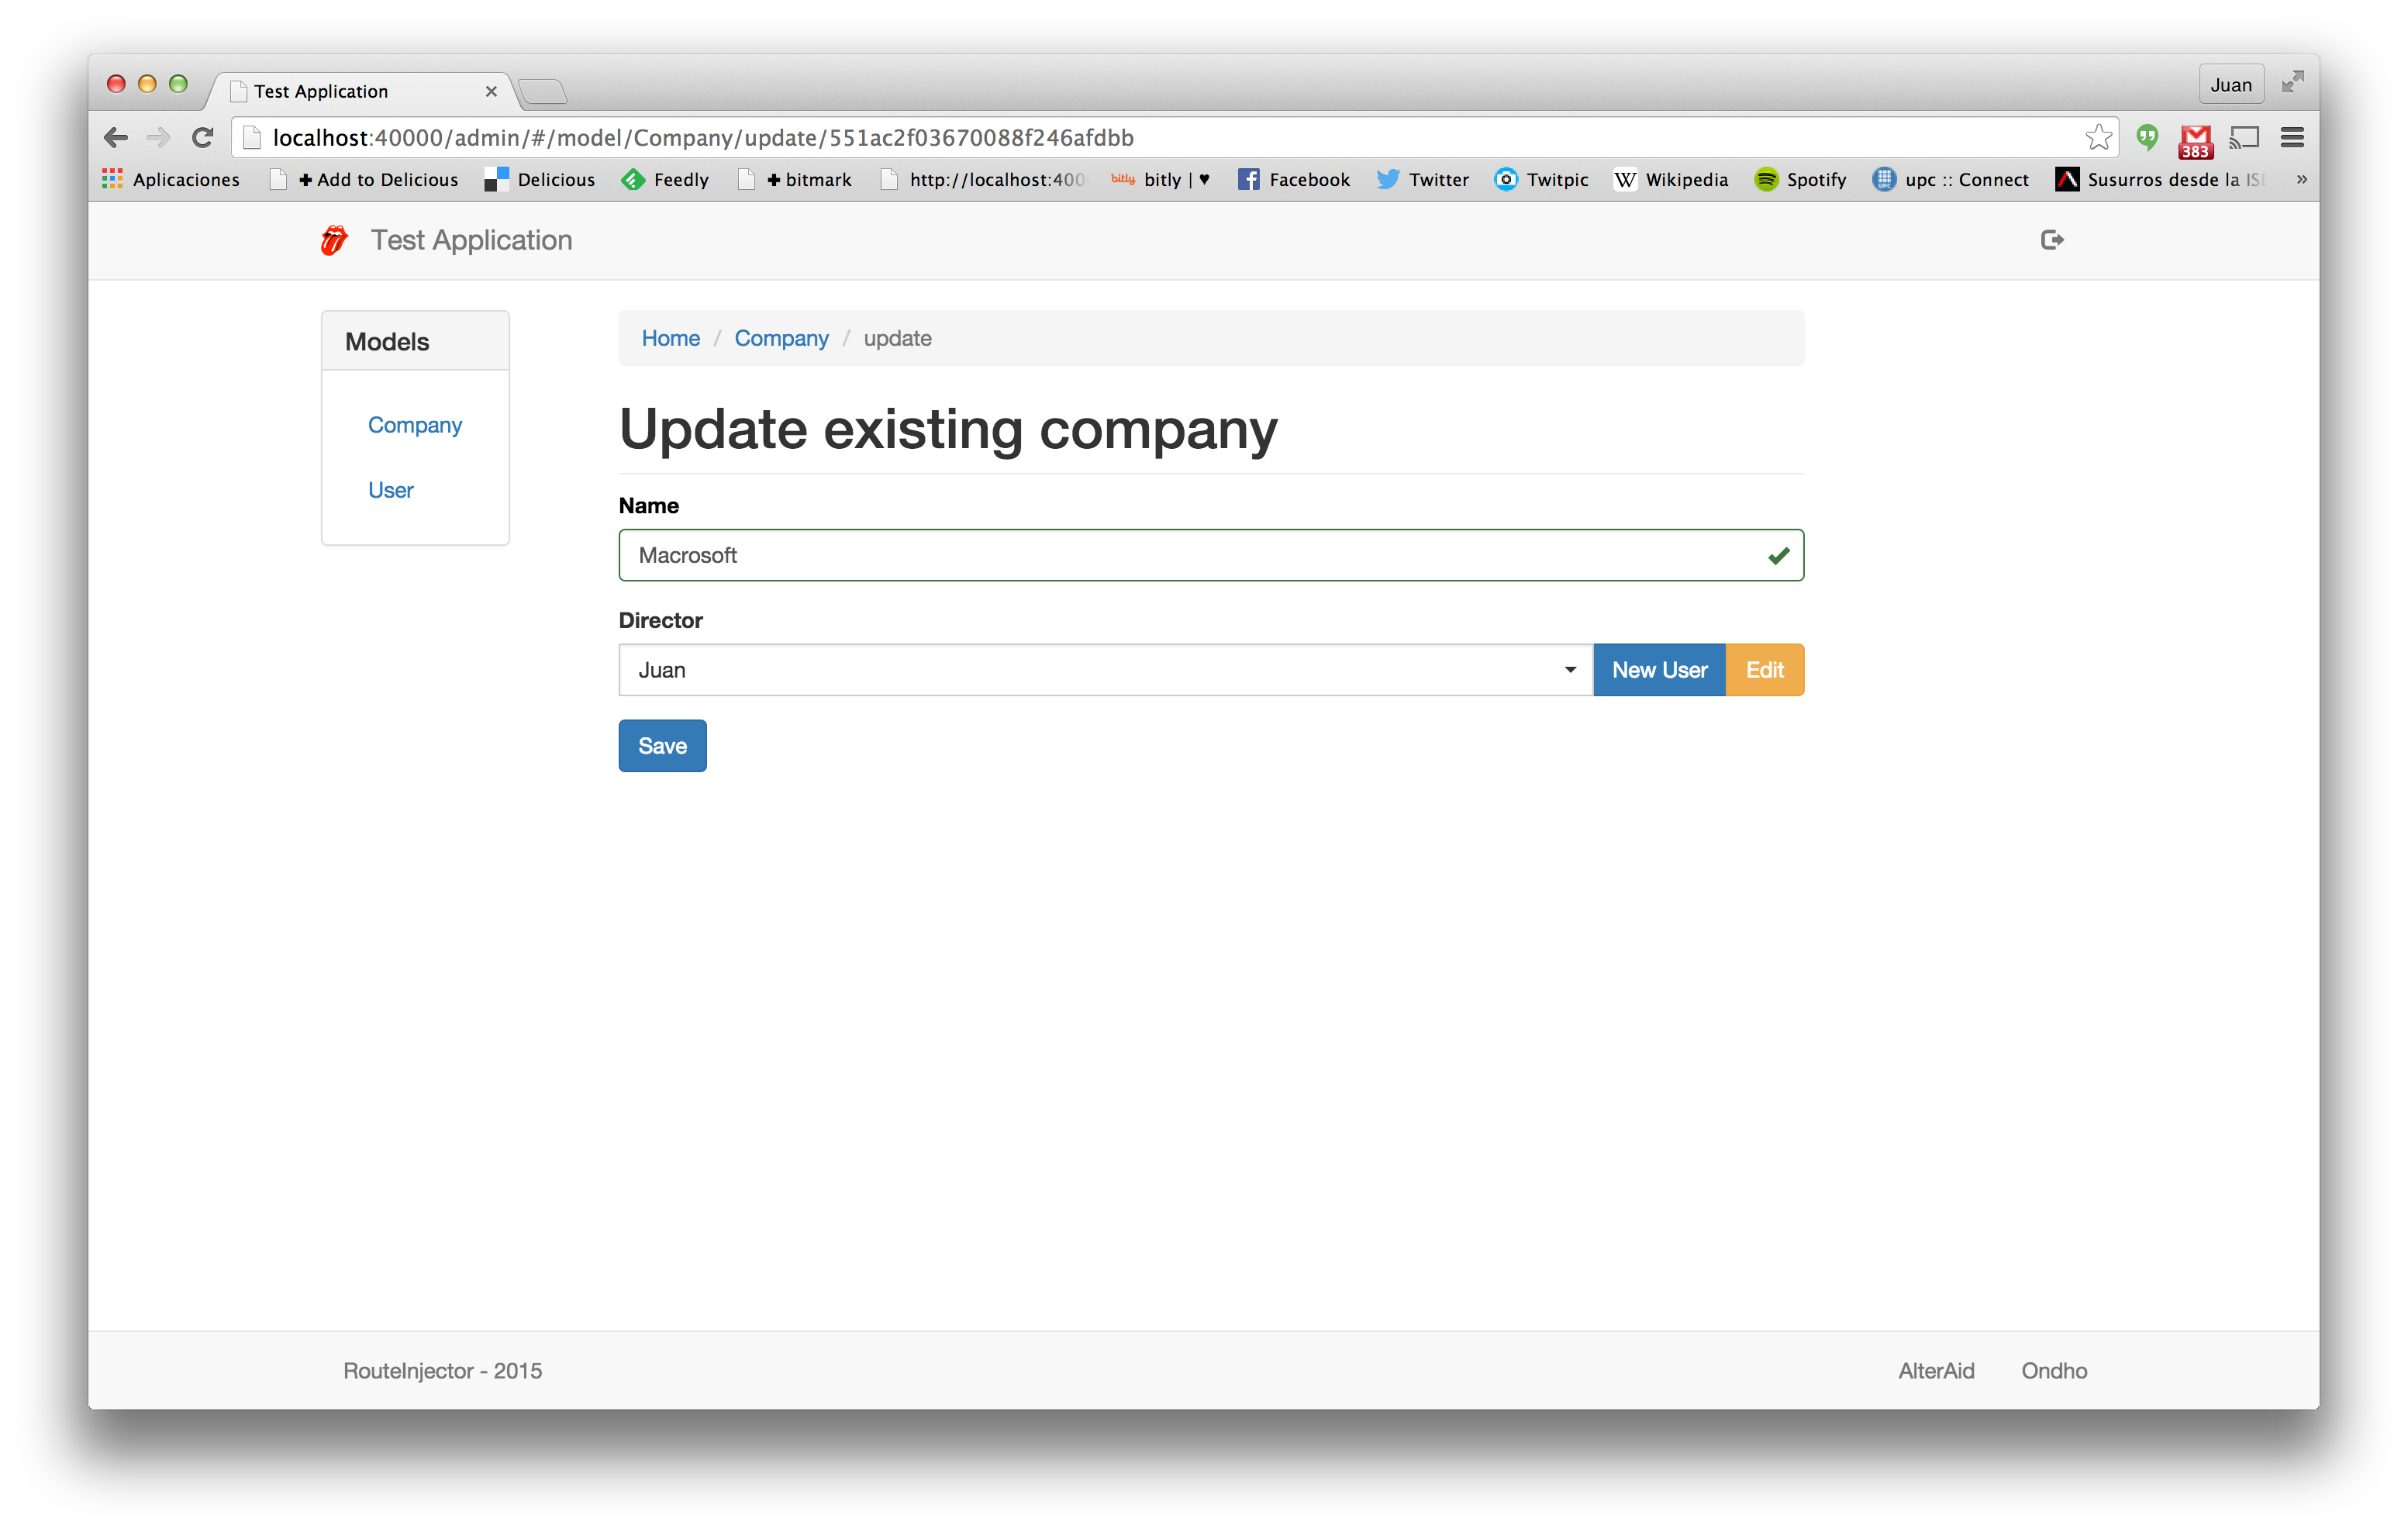 Test Application
Juan
localhost:40000/admin/#/model/Company/update/551ac2f03670088f246afdbb
383
Aplicaciones
+ Add to Delicious
Delicious
Feedly
+ bitmark
http://localhost:400
bitly bitly | ♥
Facebook
Twitter
Twitpic
W Wikipedia
Spotify
upc :: Connect
Susurros desde la ISE »
Test Application
Models
Company
User
Home / Company / update
Update existing company
Name
Macrosoft
Director
Juan
New User
Edit
Save
RouteInjector - 2015
AlterAid
Ondho